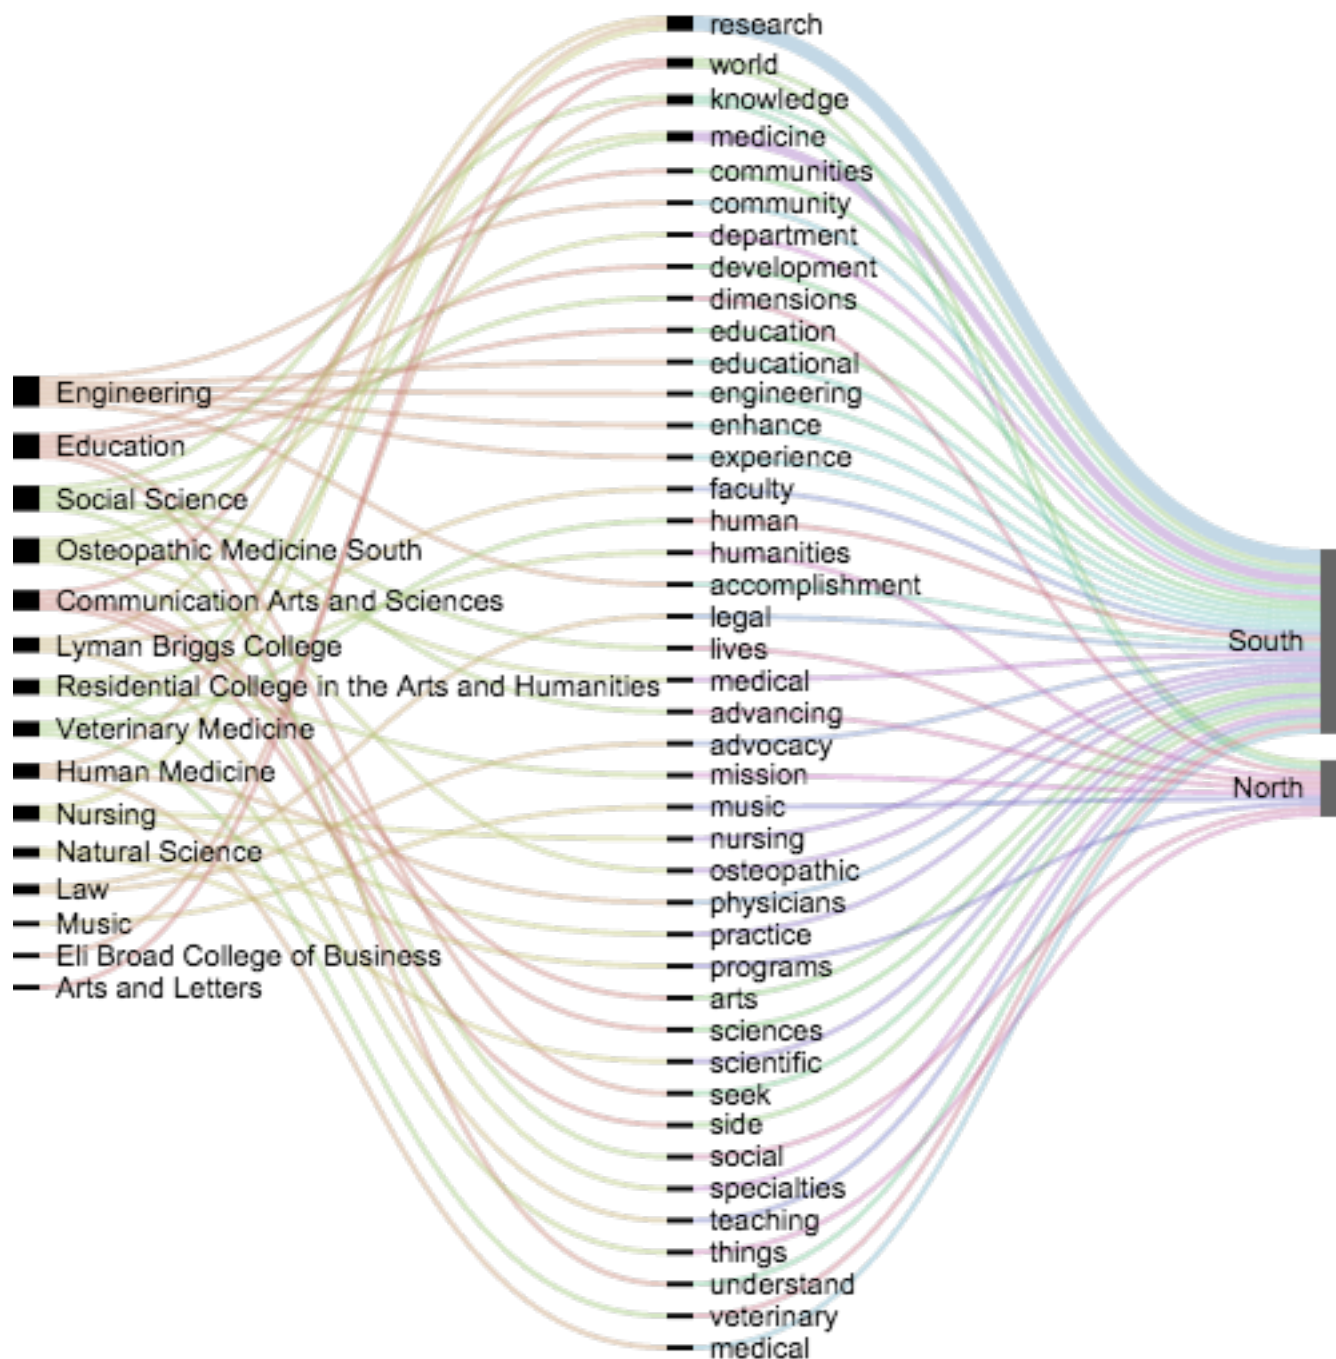 Engineering
Education
Social Science
Osteopathic Medicine South
Communication Arts and Sciences
Lyman Briggs College
Residential College in the Arts and Humanities
Veterinary Medicine
Human Medicine
Nursing
Natural Science
Law
Music
Eli Broad College of Business
Arts and Letters
research
world
knowledge
medicine
communities
community
department
development
dimensions
education
educational
engineering
enhance
experience
faculty
human
humanities
accomplishment
legal
lives
medical
advancing
advocacy
mission
music
nursing
osteopathic
physicians
practice
programs
arts
sciences
scientific
seek
side
social
specialties
teaching
things
understand
veterinary
medical
South
North